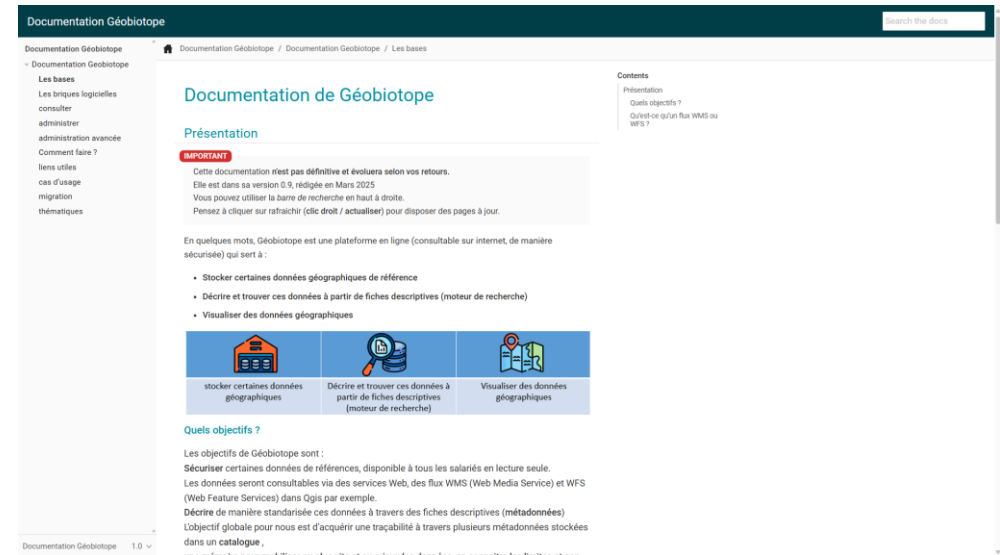 Documentation Géobiotope
Search the docs
Documentation Géobiotope
Documentation Geobiotope
Les bases
Les briques logicielles
consulter
administrer
administration avancée
Comment faire ?
liens utiles
cas d'usage
migration
thématiques
Documentation Géobiotope 1.0
Documentation Géobiotope / Documentation Geobiotope / Les bases
Documentation de Géobiotope
Présentation
IMPORTANT
Cette documentation n'est pas définitive et évoluera selon vos retours.
Elle est dans sa version 0.9, rédigée en Mars 2025
Vous pouvez utiliser la barre de recherche en haut à droite.
Pensez à cliquer sur rafraichir (clic droit / actualiser) pour disposer des pages à jour.
En quelques mots, Géobiotope est une plateforme en ligne (consultable sur internet, de manière
sécurisée) qui sert à :
• Stocker certaines données géographiques de référence
• Décrire et trouver ces données à partir de fiches descriptives (moteur de recherche)
• Visualiser des données géographiques
stocker certaines données
géographiques
Décrire et trouver ces données à
partir de fiches descriptives
(moteur de recherche)
Visualiser des données
géographiques
Quels objectifs ?
Les objectifs de Géobiotope sont :
Sécuriser certaines données de références, disponible à tous les salariés en lecture seule.
Les données seront consultables via des services Web, des flux WMS (Web Media Service) et WFS
(Web Feature Services) dans Qgis par exemple.
Décrire de manière standarisée ces données à travers des fiches descriptives (métadonnées)
L'objectif globale pour nous est d'acquérir une traçabilité à travers plusieurs métadonnées stockées
dans un catalogue ,
Contents
Présentation
Quels objectifs ?
Qu'est-ce qu'un flux WMS ou
WFS ?